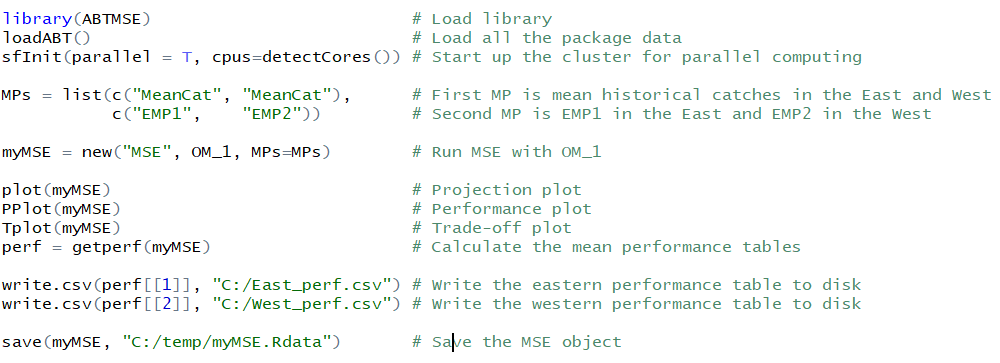 library(ABTMSE) # Load library
loadABT() # Load all the package data
sfInit(parallel = T, cpus=detectCores()) # Start up the cluster for parallel computing
MPs = list(c("MeanCat", "MeanCat"), # First MP is mean historical catches in the East and West
c("EMP1", "EMP2")) # Second MP is EMP1 in the East and EMP2 in the West
myMSE = new("MSE", OM_1, MPs=MPs) # Run MSE with OM_1
plot(myMSE) # Projection plot
PPlot(myMSE) # Performance plot
Tplot(myMSE) # Trade-off plot
perf = getperf(myMSE) # Calculate the mean performance tables
write.csv(perf[[1]], "C:/East_perf.csv") # Write the eastern performance table to disk
write.csv(perf[[2]], "C:/West_perf.csv") # Write the western performance table to disk
save(myMSE, "C:/temp/myMSE.Rdata") # Save the MSE object